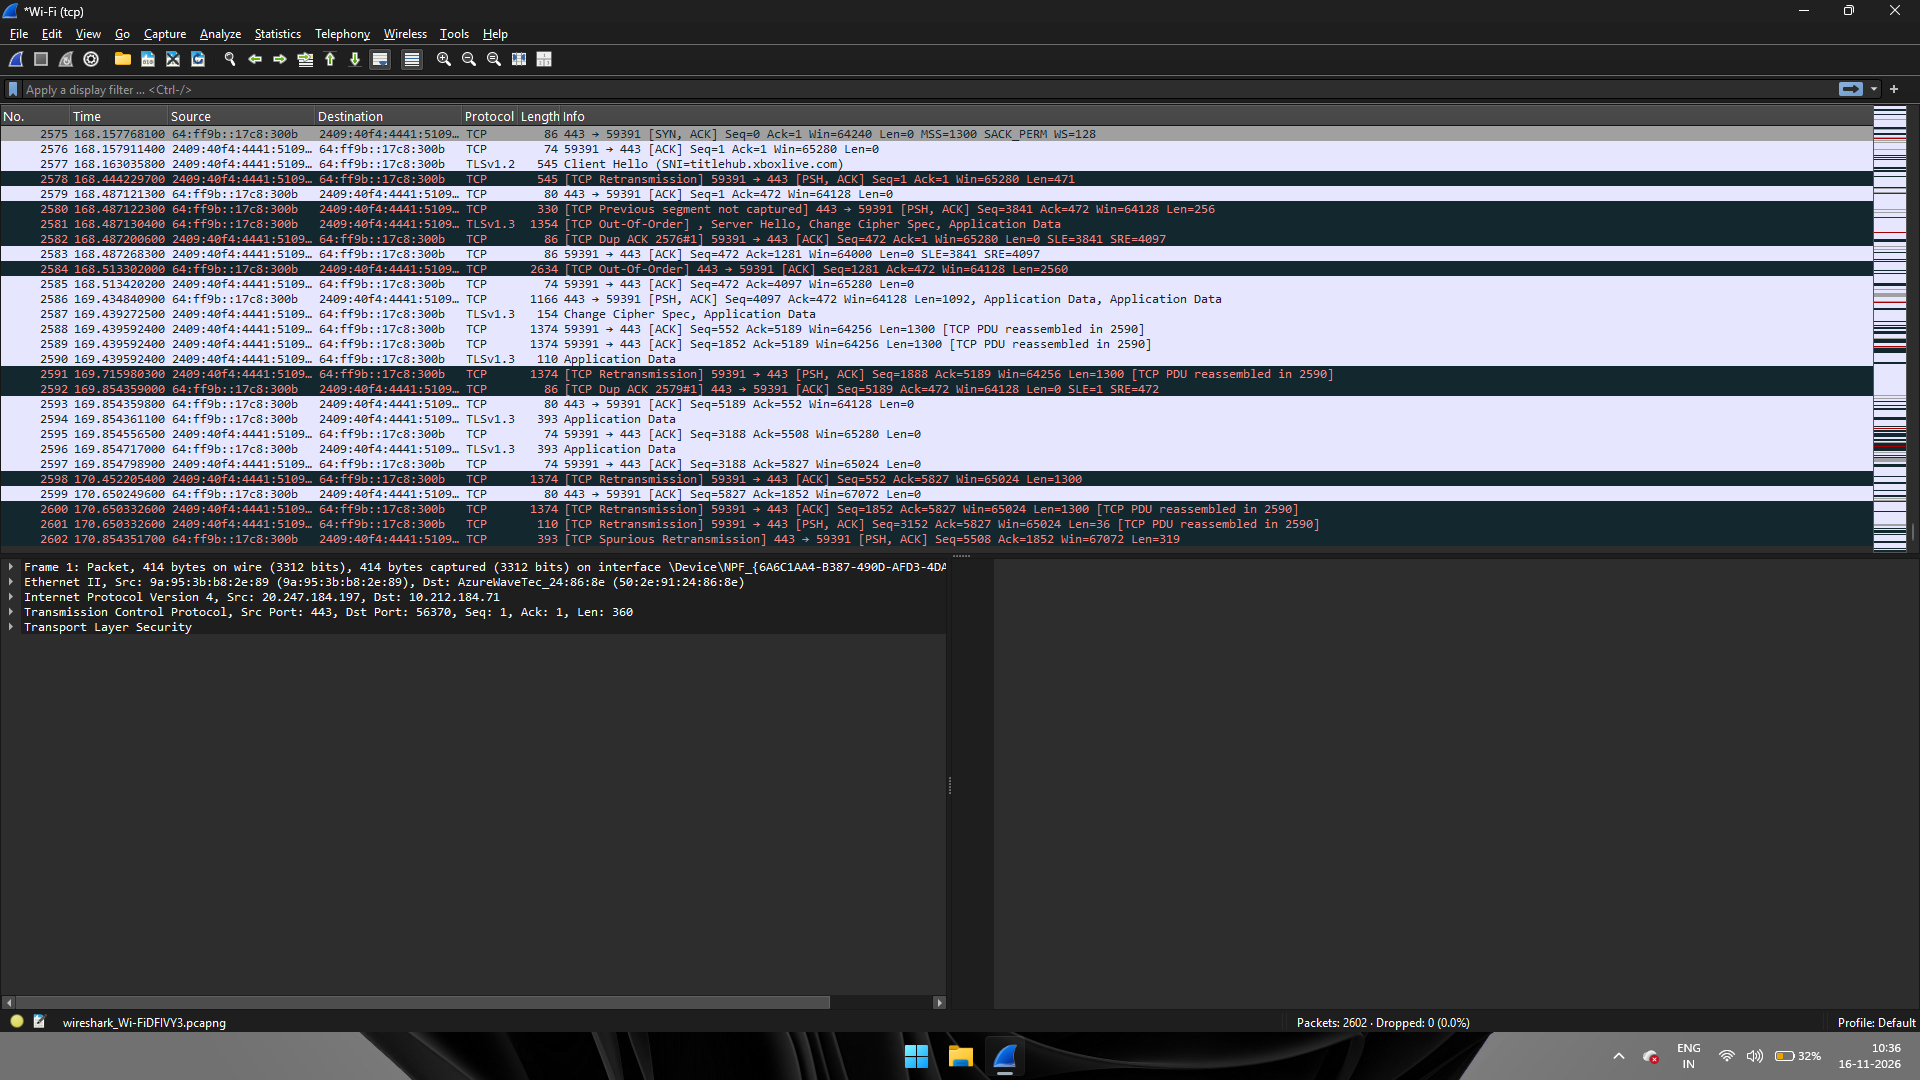 *Wi-Fi (tcp)
File Edit View Go Capture Analyze Statistics Telephony Wireless Tools Help
Apply a display filter ... <Ctrl-/>
No. Time Source Destination Protocol Length Info
2575 168.157768100 64:ff9b::17c8:300b 2409:40f4:4441:5109… TCP 86 443 → 59391 [SYN, ACK] Seq=0 Ack=1 Win=64240 Len=0 MSS=1300 SACK_PERM WS=128
2576 168.157911400 2409:40f4:4441:5109… 64:ff9b::17c8:300b TCP 74 59391 → 443 [ACK] Seq=1 Ack=1 Win=65280 Len=0
2577 168.163035800 2409:40f4:4441:5109… 64:ff9b::17c8:300b TLSv1.2 545 Client Hello (SNI=titlehub.xboxlive.com)
2578 168.444229700 2409:40f4:4441:5109… 64:ff9b::17c8:300b TCP 545 [TCP Retransmission] 59391 → 443 [PSH, ACK] Seq=1 Ack=1 Win=65280 Len=471
2579 168.487121300 64:ff9b::17c8:300b 2409:40f4:4441:5109… TCP 80 443 → 59391 [ACK] Seq=1 Ack=472 Win=64128 Len=0
2580 168.487122300 64:ff9b::17c8:300b 2409:40f4:4441:5109… TCP 330 [TCP Previous segment not captured] 443 → 59391 [PSH, ACK] Seq=3841 Ack=472 Win=64128 Len=256
2581 168.487130400 64:ff9b::17c8:300b 2409:40f4:4441:5109… TLSv1.3 1354 [TCP Out-Of-Order] , Server Hello, Change Cipher Spec, Application Data
2582 168.487200600 2409:40f4:4441:5109… 64:ff9b::17c8:300b TCP 86 [TCP Dup ACK 2576#1] 59391 → 443 [ACK] Seq=472 Ack=1 Win=65280 Len=0 SLE=3841 SRE=4097
2583 168.487268300 2409:40f4:4441:5109… 64:ff9b::17c8:300b TCP 86 59391 → 443 [ACK] Seq=472 Ack=1281 Win=64000 Len=0 SLE=3841 SRE=4097
2584 168.513302000 64:ff9b::17c8:300b 2409:40f4:4441:5109… TCP 2634 [TCP Out-Of-Order] 443 → 59391 [ACK] Seq=1281 Ack=472 Win=64128 Len=2560
2585 168.513420200 2409:40f4:4441:5109… 64:ff9b::17c8:300b TCP 74 59391 → 443 [ACK] Seq=472 Ack=4097 Win=65280 Len=0
2586 169.434840900 64:ff9b::17c8:300b 2409:40f4:4441:5109… TCP 1166 443 → 59391 [PSH, ACK] Seq=4097 Ack=472 Win=64128 Len=1092, Application Data, Application Data
2587 169.439272500 2409:40f4:4441:5109… 64:ff9b::17c8:300b TLSv1.3 154 Change Cipher Spec, Application Data
2588 169.439592400 2409:40f4:4441:5109… 64:ff9b::17c8:300b TCP 1374 59391 → 443 [ACK] Seq=552 Ack=5189 Win=64256 Len=1300 [TCP PDU reassembled in 2590]
2589 169.439592400 2409:40f4:4441:5109… 64:ff9b::17c8:300b TCP 1374 59391 → 443 [ACK] Seq=1852 Ack=5189 Win=64256 Len=1300 [TCP PDU reassembled in 2590]
2590 169.439592400 2409:40f4:4441:5109… 64:ff9b::17c8:300b TLSv1.3 110 Application Data
2591 169.715980300 2409:40f4:4441:5109… 64:ff9b::17c8:300b TCP 1374 [TCP Retransmission] 59391 → 443 [PSH, ACK] Seq=1888 Ack=5189 Win=64256 Len=1300 [TCP PDU reassembled in 2590]
2592 169.854359000 64:ff9b::17c8:300b 2409:40f4:4441:5109… TCP 86 [TCP Dup ACK 2579#1] 443 → 59391 [ACK] Seq=5189 Ack=472 Win=64128 Len=0 SLE=1 SRE=472
2593 169.854359800 64:ff9b::17c8:300b 2409:40f4:4441:5109… TCP 80 443 → 59391 [ACK] Seq=5189 Ack=552 Win=64128 Len=0
2594 169.854361100 64:ff9b::17c8:300b 2409:40f4:4441:5109… TLSv1.3 393 Application Data
2595 169.854556500 2409:40f4:4441:5109… 64:ff9b::17c8:300b TCP 74 59391 → 443 [ACK] Seq=3188 Ack=5508 Win=65280 Len=0
2596 169.854717000 64:ff9b::17c8:300b 2409:40f4:4441:5109… TLSv1.3 393 Application Data
2597 169.854798900 2409:40f4:4441:5109… 64:ff9b::17c8:300b TCP 74 59391 → 443 [ACK] Seq=3188 Ack=5827 Win=65024 Len=0
2598 170.452205400 2409:40f4:4441:5109… 64:ff9b::17c8:300b TCP 1374 [TCP Retransmission] 59391 → 443 [ACK] Seq=552 Ack=5827 Win=65024 Len=1300
2599 170.650249600 64:ff9b::17c8:300b 2409:40f4:4441:5109… TCP 80 443 → 59391 [ACK] Seq=5827 Ack=1852 Win=67072 Len=0
2600 170.650332600 2409:40f4:4441:5109… 64:ff9b::17c8:300b TCP 1374 [TCP Retransmission] 59391 → 443 [ACK] Seq=1852 Ack=5827 Win=65024 Len=1300 [TCP PDU reassembled in 2590]
2601 170.650332600 2409:40f4:4441:5109… 64:ff9b::17c8:300b TCP 110 [TCP Retransmission] 59391 → 443 [PSH, ACK] Seq=3152 Ack=5827 Win=65024 Len=36 [TCP PDU reassembled in 2590]
2602 170.854351700 64:ff9b::17c8:300b 2409:40f4:4441:5109… TCP 393 [TCP Spurious Retransmission] 443 → 59391 [PSH, ACK] Seq=5508 Ack=1852 Win=67072 Len=319
Frame 1: Packet, 414 bytes on wire (3312 bits), 414 bytes captured (3312 bits) on interface \Device\NPF_{6A6C1AA4-B387-490D-AFD3-4DA
Ethernet II, Src: 9a:95:3b:b8:2e:89 (9a:95:3b:b8:2e:89), Dst: AzureWaveTec_24:86:8e (50:2e:91:24:86:8e)
Internet Protocol Version 4, Src: 20.247.184.197, Dst: 10.212.184.71
Transmission Control Protocol, Src Port: 443, Dst Port: 56370, Seq: 1, Ack: 1, Len: 360
Transport Layer Security
wireshark_Wi-FiDFIVY3.pcapng
Packets: 2602 · Dropped: 0 (0.0%)
Profile: Default
ENG
IN
32%
10:36
16-11-2026